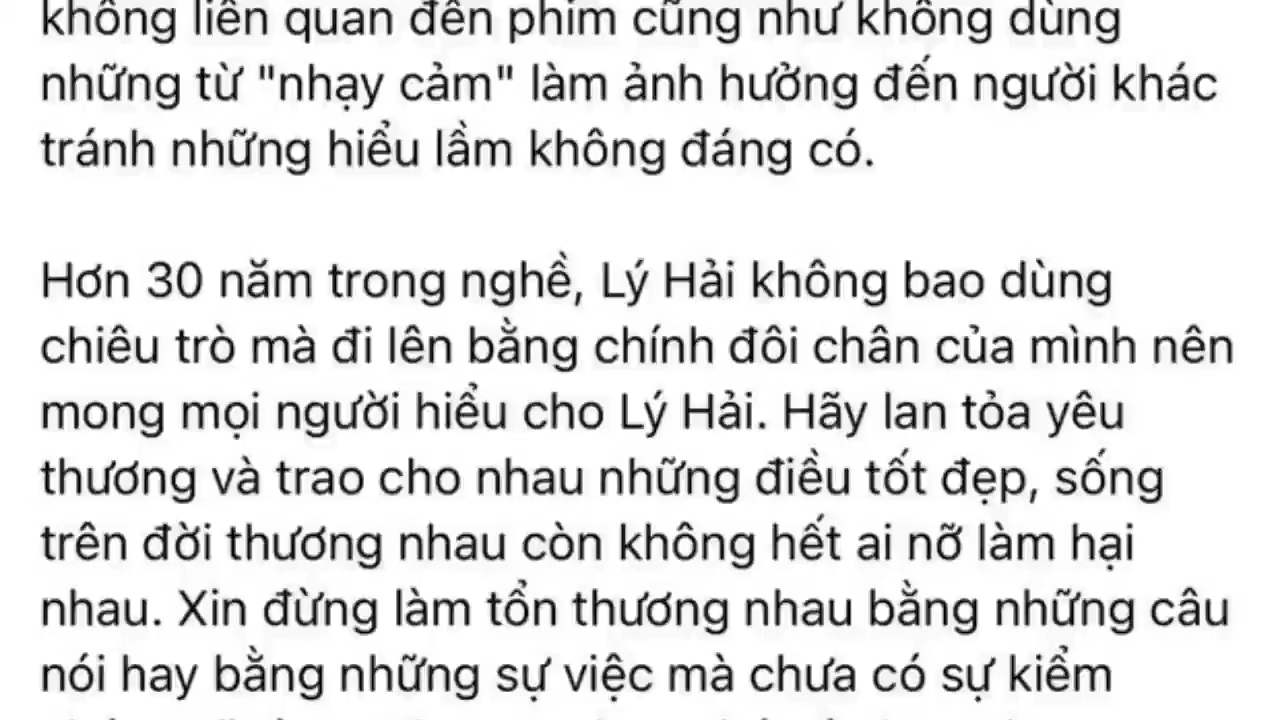 không liên quan đến phim cũng như không dùng
những từ "nhạy cảm" làm ảnh hưởng đến người khác
tránh những hiểu lầm không đáng có.
Hơn 30 năm trong nghề, Lý Hải không bao dùng
chiêu trò mà đi lên bằng chính đôi chân của mình nên
mong mọi người hiểu cho Lý Hải. Hãy lan tỏa yêu
thương và trao cho nhau những điều tốt đẹp, sống
trên đời thương nhau còn không hết ai nỡ làm hại
nhau. Xin đừng làm tổn thương nhau bằng những câu
nói hay bằng những sự việc mà chưa có sự kiểm